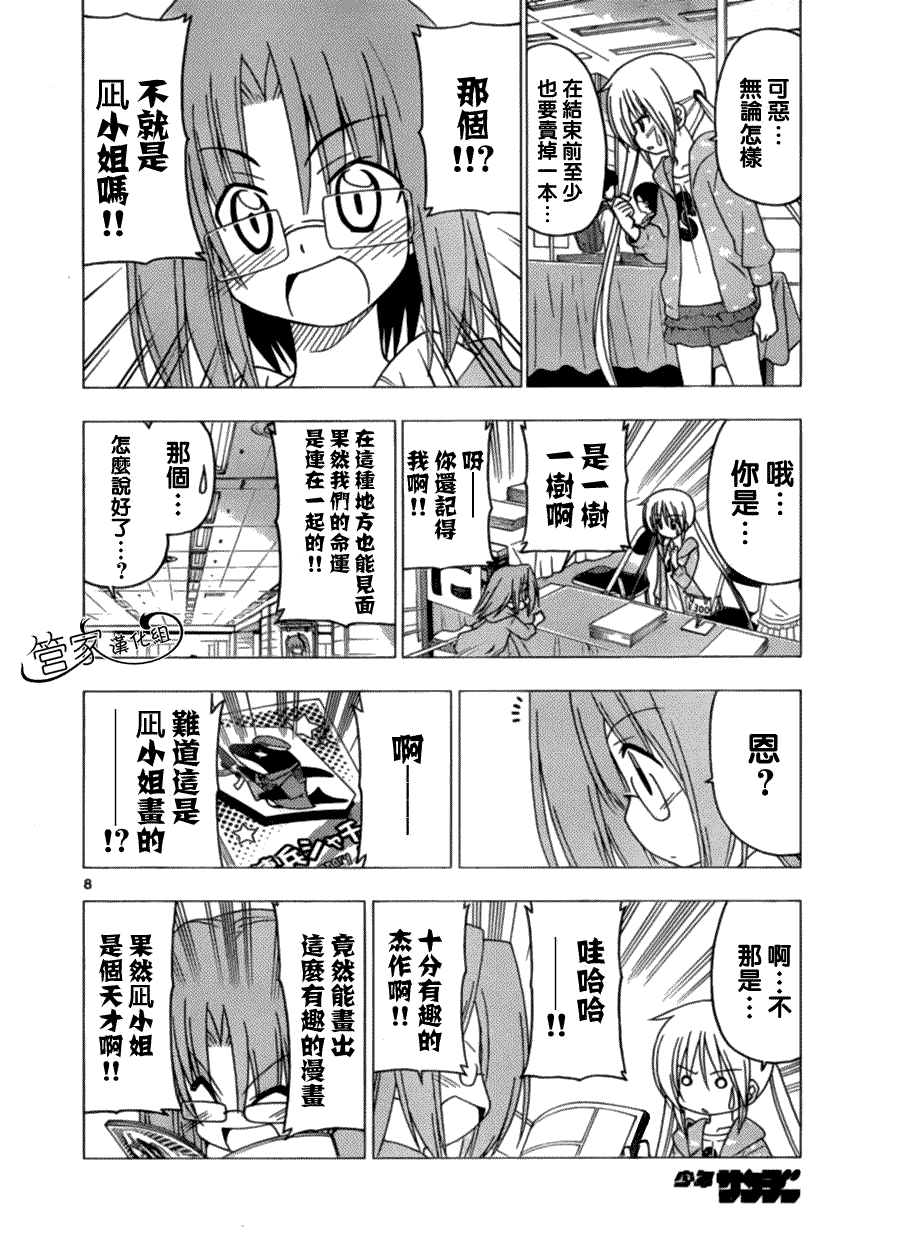 可惡…
無論怎樣
在結束前至少
也要賣掉一本…
那個!!?
不就是
凪小姐嗎!!
哦…
你是…
是一樹
一樹啊
呀——
你還記得
我啊!!
¥300
在這種地方也能見面
果然我們的命運
是連在一起的!!
那個…
怎麼說好了……?
管家
漢化組
恩?
啊——
兵シャチ
難道這是
凪小姐畫的
——!?
8
啊…不
那是…
哇哈哈
——!!
十分有趣的
杰作啊!!
竟然能畫出
這麼有趣的漫畫
果然凪小姐
是個天才啊!!
少年サンデー